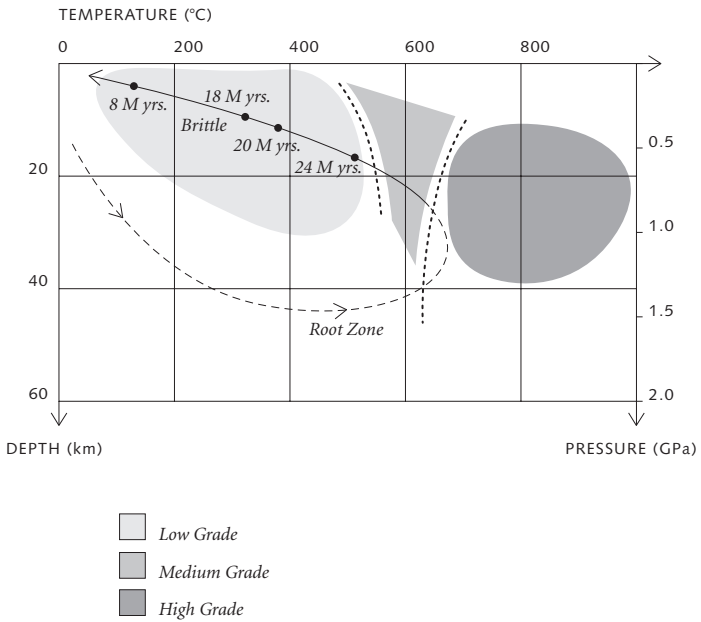 TEMPERATURE (°C)
0 200 400 600 800
8 M yrs.
18 M yrs.
Brittle
20 M yrs.
24 M yrs.
0.5
20
1.0
40
1.5
Root Zone
60
2.0
DEPTH (km)
PRESSURE (GPa)
Low Grade
Medium Grade
High Grade